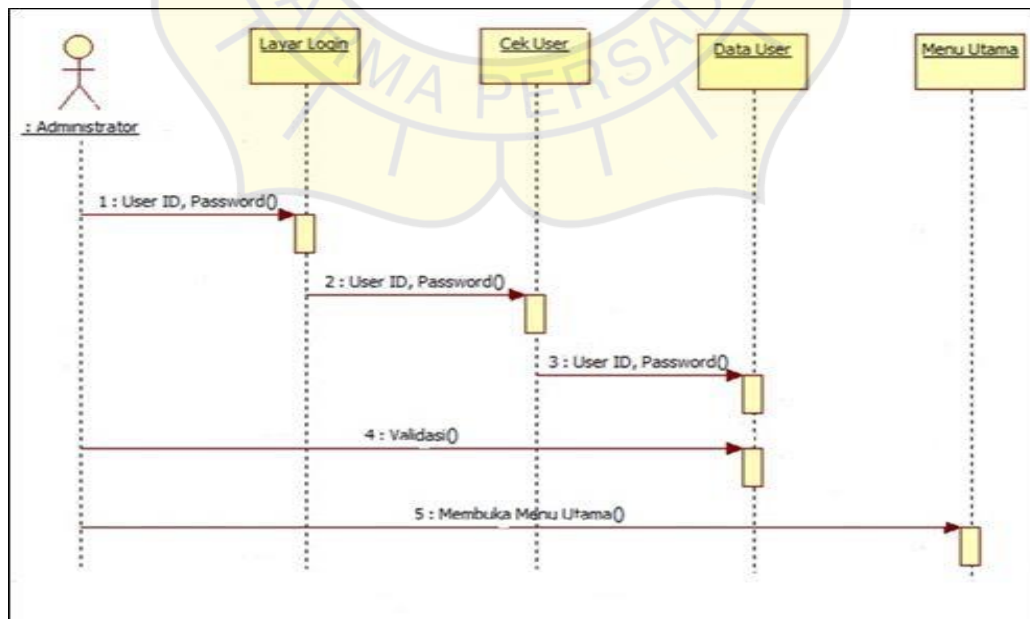 Layar Login
Cek User
Data User
Menu Utama
: Administrator
1 : User ID, Password()
2 : User ID, Password()
3 : User ID, Password()
4 : Validasi()
5 : Membuka Menu Utama()
PERSADA